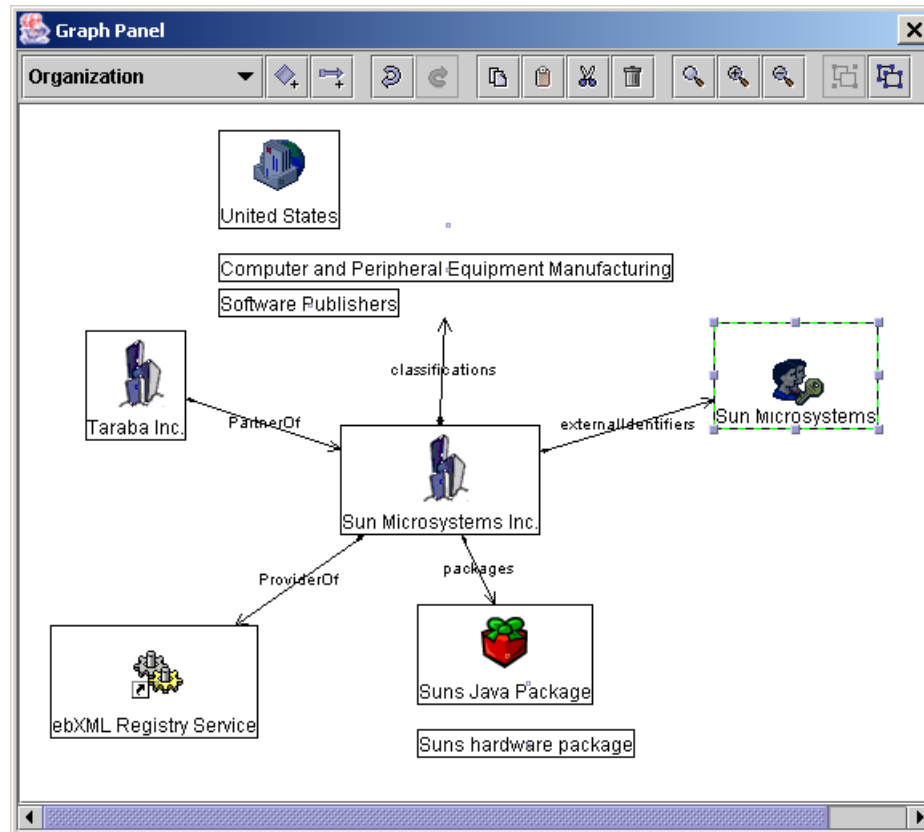 Graph Panel
Organization
United States
Computer and Peripheral Equipment Manufacturing
Software Publishers
classifications
Taraba Inc.
PartnerOf
externalIdentifiers
Sun Microsystems
Sun Microsystems Inc.
ProviderOf
packages
ebXML Registry Service
Suns Java Package
Suns hardware package